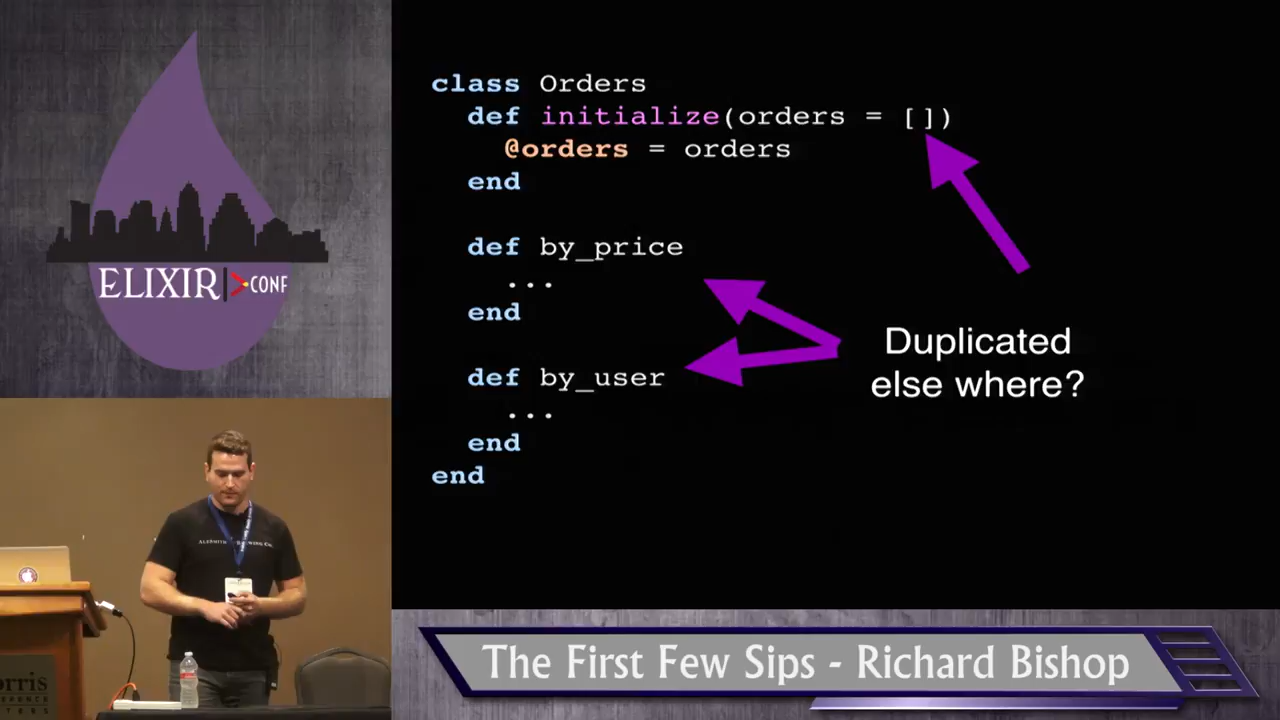 ELIXIR
CONF
class Orders
def initialize(orders = [])
@orders = orders
end
def by_price
...
end
def by_user
...
end
end
Duplicated
else where?
The First Few Sips - Richard Bishop